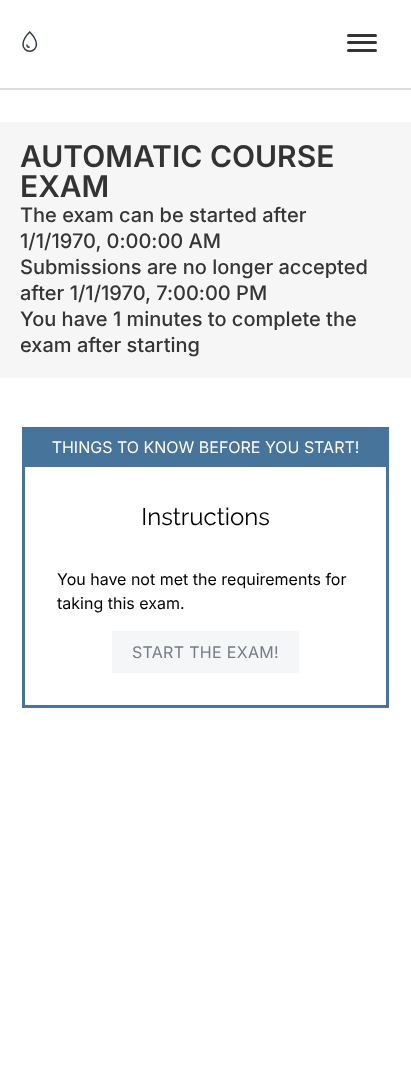 AUTOMATIC COURSE
EXAM
The exam can be started after
1/1/1970, 0:00:00 AM
Submissions are no longer accepted
after 1/1/1970, 7:00:00 PM
You have 1 minutes to complete the
exam after starting
THINGS TO KNOW BEFORE YOU START!
Instructions
You have not met the requirements for
taking this exam.
START THE EXAM!